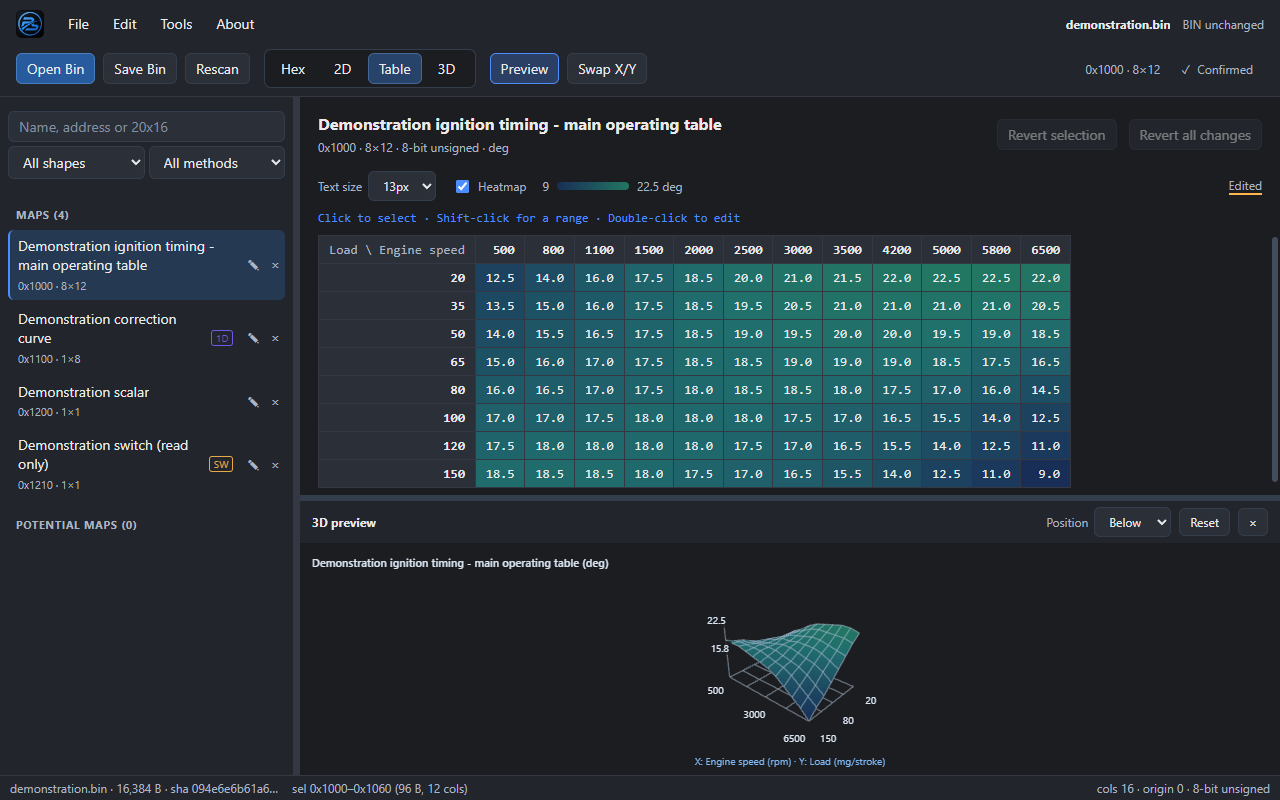 File Edit Tools About demonstration.bin BIN unchanged
Open Bin Save Bin Rescan Hex 2D Table 3D Preview Swap X/Y 0x1000 · 8×12 ✓ Confirmed
Name, address or 20x16
All shapes All methods
MAPS (4)
Demonstration ignition timing -
main operating table
0x1000 · 8×12
Demonstration correction
curve
1D
0x1100 · 1×8
Demonstration scalar
0x1200 · 1×1
Demonstration switch (read
only)
SW
0x1210 · 1×1
POTENTIAL MAPS (0)
Demonstration ignition timing - main operating table
0x1000 · 8×12 · 8-bit unsigned · deg
Revert selection Revert all changes
Text size 13px Heatmap 9 22.5 deg Edited
Click to select · Shift-click for a range · Double-click to edit
Load \ Engine speed 500 800 1100 1500 2000 2500 3000 3500 4200 5000 5800 6500
20 12.5 14.0 16.0 17.5 18.5 20.0 21.0 21.5 22.0 22.5 22.5 22.0
35 13.5 15.0 16.0 17.5 18.5 19.5 20.5 21.0 21.0 21.0 21.0 20.5
50 14.0 15.5 16.5 17.5 18.5 19.0 19.5 20.0 20.0 19.5 19.0 18.5
65 15.0 16.0 17.0 17.5 18.5 18.5 19.0 19.0 19.0 18.5 17.5 16.5
80 16.0 16.5 17.0 17.5 18.0 18.5 18.5 18.0 17.5 17.0 16.0 14.5
100 17.0 17.0 17.5 18.0 18.0 18.0 17.5 17.0 16.5 15.5 14.0 12.5
120 17.5 18.0 18.0 18.0 18.0 17.5 17.0 16.5 15.5 14.0 12.5 11.0
150 18.5 18.5 18.5 18.0 17.5 17.0 16.5 15.5 14.0 12.5 11.0 9.0
3D preview Position Below Reset ×
Demonstration ignition timing - main operating table (deg)
22.5
15.8
500
3000
6500
150
80
20
X: Engine speed (rpm) · Y: Load (mg/stroke)
demonstration.bin · 16,384 B · sha 094e6e6b61a6… sel 0x1000–0x1060 (96 B, 12 cols) cols 16 · origin 0 · 8-bit unsigned